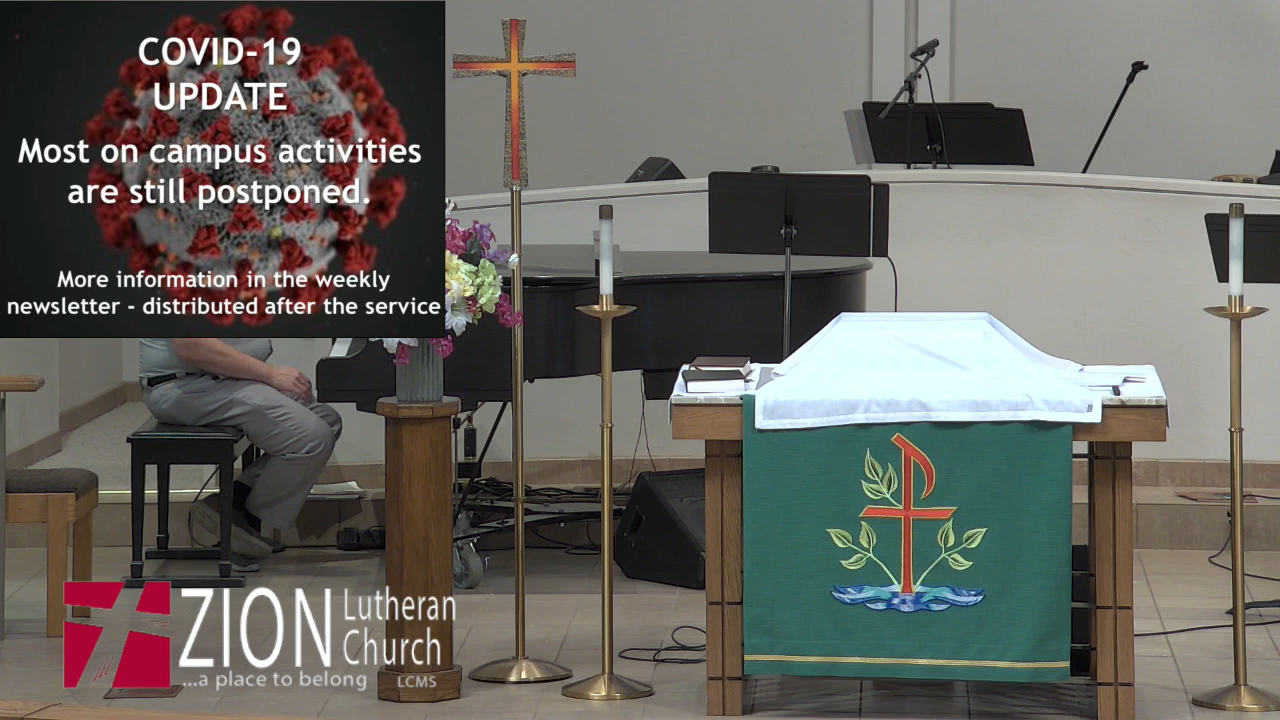 COVID-19
UPDATE
Most on campus activities
are still postponed.
More information in the weekly
newsletter - distributed after the service
ZION Lutheran
Church
...a place to belong LCMS